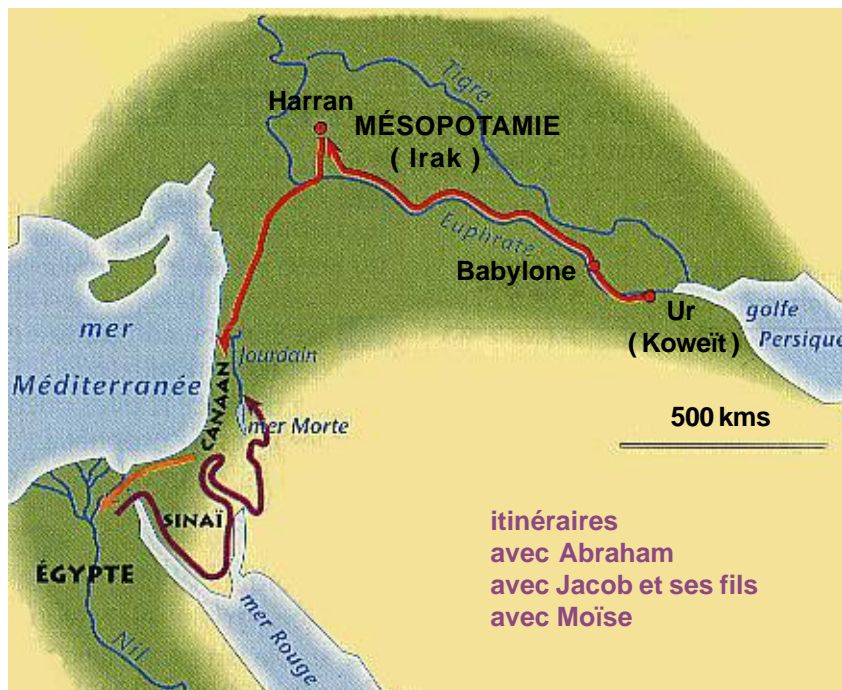 Tigre
Harran
MÉSOPOTAMIE
( Irak )
Euphrate
Babylone
Ur
( Koweït )
golfe
Persique
mer
Méditerranée
Jourdain
CANAAN
mer Morte
500 kms
SINAÏ
ÉGYPTE
Nil
mer Rouge
itinéraires
avec Abraham
avec Jacob et ses fils
avec Moïse